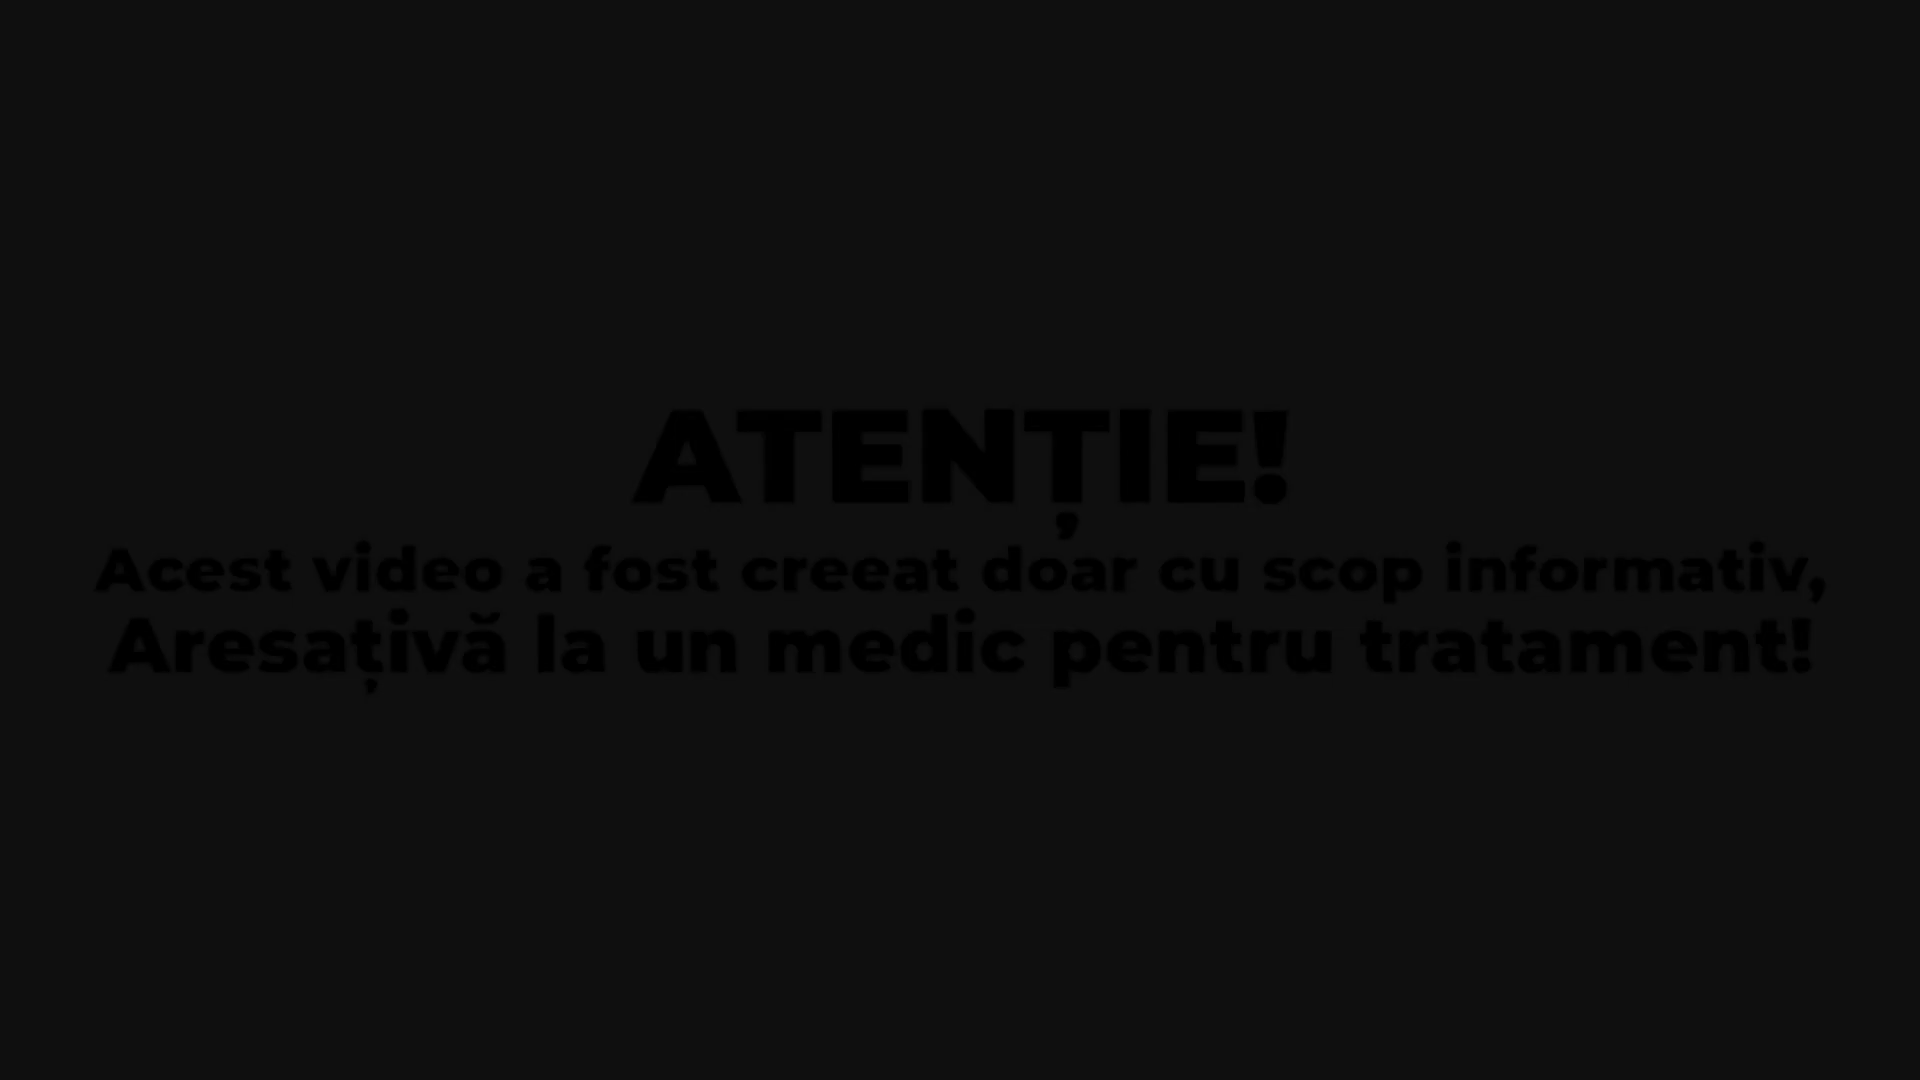 ATENȚIE!
Acest video a fost creeat doar cu scop informativ,
Aresațivă la un medic pentru tratament!